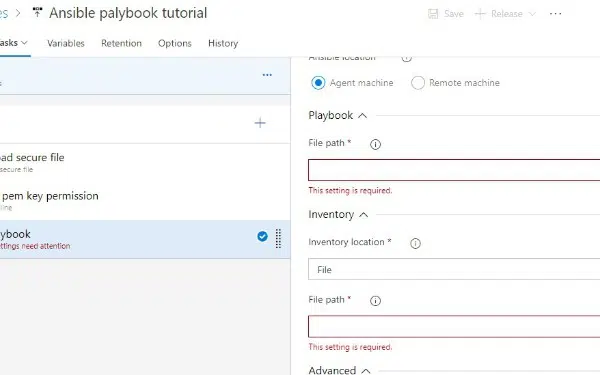 es > Ansible palybook tutorial
Save + Release ...
asks Variables Retention Options History
Ansible location
Agent machine Remote machine
Playbook
File path *
This setting is required.
Inventory
Inventory location *
File
File path *
This setting is required.
Advanced
...
s
+
ad secure file
secure file
pem key permission
line
ybook
ettings need attention